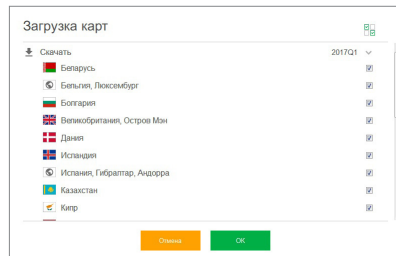 Загрузка карт
Скачать 2017Q1
Беларусь
Бельгия, Люксембург
Болгария
Великобритания, Остров Мэн
Дания
Исландия
Испания, Гибралтар, Андорра
Казахстан
Кипр
Отмена OK